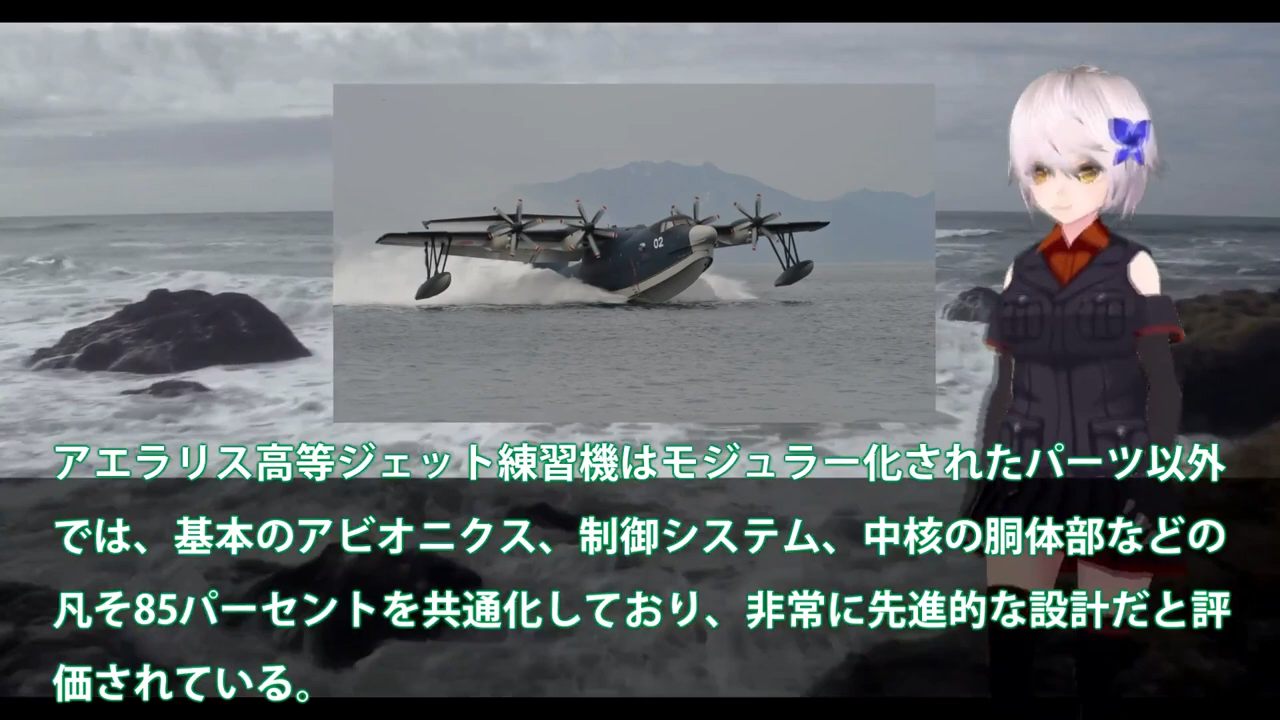 02
アエラリス高等ジェット練習機はモジュラー化されたパーツ以外
では、基本のアビオニクス、制御システム、中核の胴体部などの
凡そ85パーセントを共通化しており、非常に先進的な設計だと評
価されている。